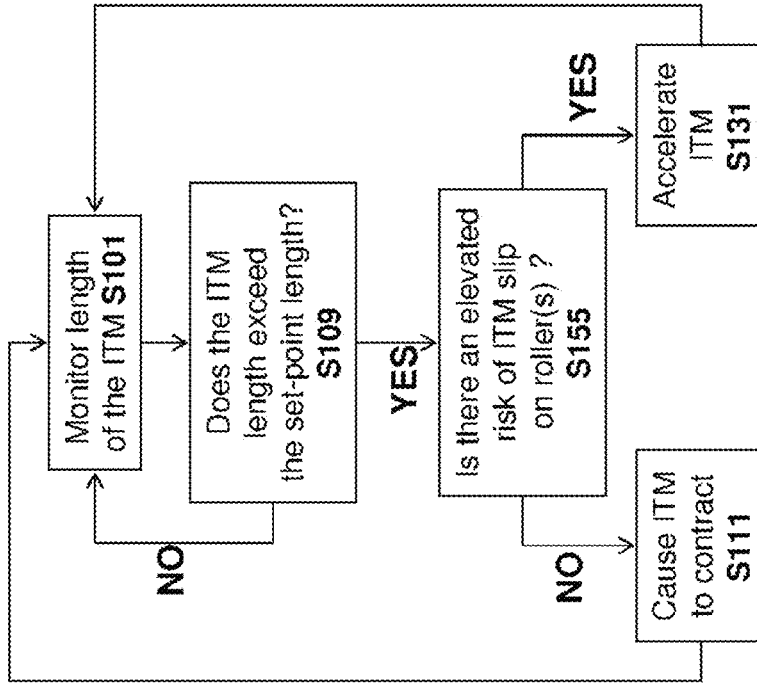 Monitor length
of the ITM S101
Does the ITM
length exceed
the set-point length?
S109
NO
YES
Is there an elevated
risk of ITM slip
on roller(s) ?
S155
NO
YES
Cause ITM
to contract
S111
Accelerate
ITM
S131